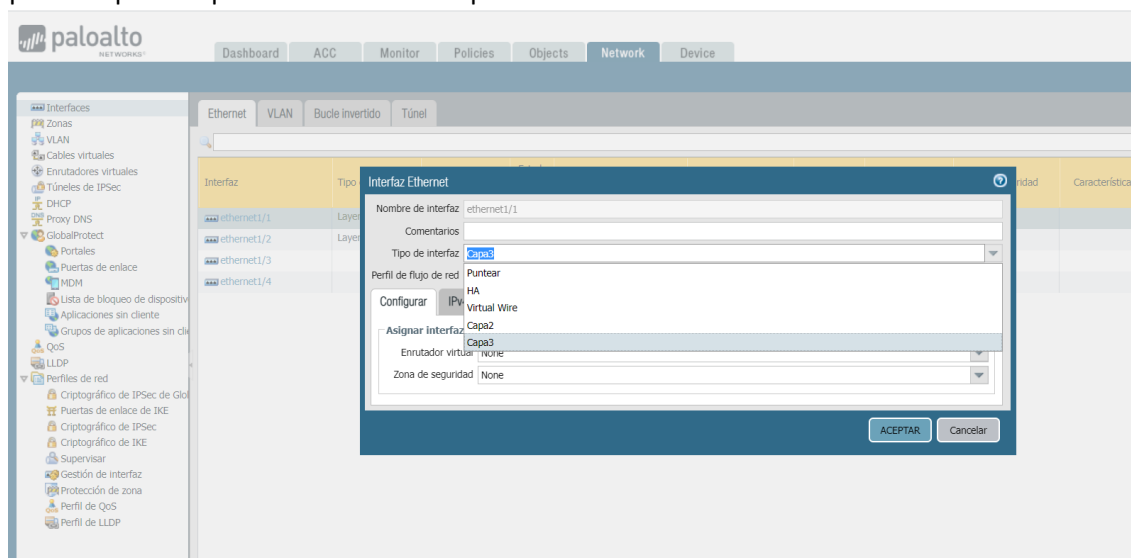 paloalto
NETWORKS®
Dashboard ACC Monitor Policies Objects Network Device
Interfaces
Zonas
VLAN
Cables virtuales
Enrutadores virtuales
Túneles de IPSec
DHCP
Proxy DNS
GlobalProtect
Portales
Puertas de enlace
MDM
Lista de bloqueo de dispositiv
Aplicaciones sin cliente
Grupos de aplicaciones sin clie
QoS
LLDP
Perfiles de red
Criptográfico de IPSec de Glol
Puertas de enlace de IKE
Criptográfico de IPSec
Criptográfico de IKE
Supervisar
Gestión de interfaz
Protección de zona
Perfil de QoS
Perfil de LLDP
Ethernet VLAN Bucle invertido Túnel
Interfaz Tipo ridad Característica
ethernet1/1 Layer
ethernet1/2 Layer
ethernet1/3
ethernet1/4
Interfaz Ethernet
Nombre de interfaz ethernet1/1
Comentarios
Tipo de interfaz Capa3
Perfil de flujo de red Puntear
HA
Virtual Wire
Capa2
Capa3
Configurar IPv
Asignar interfaz
Enrutador virtual None
Zona de seguridad None
ACEPTAR Cancelar